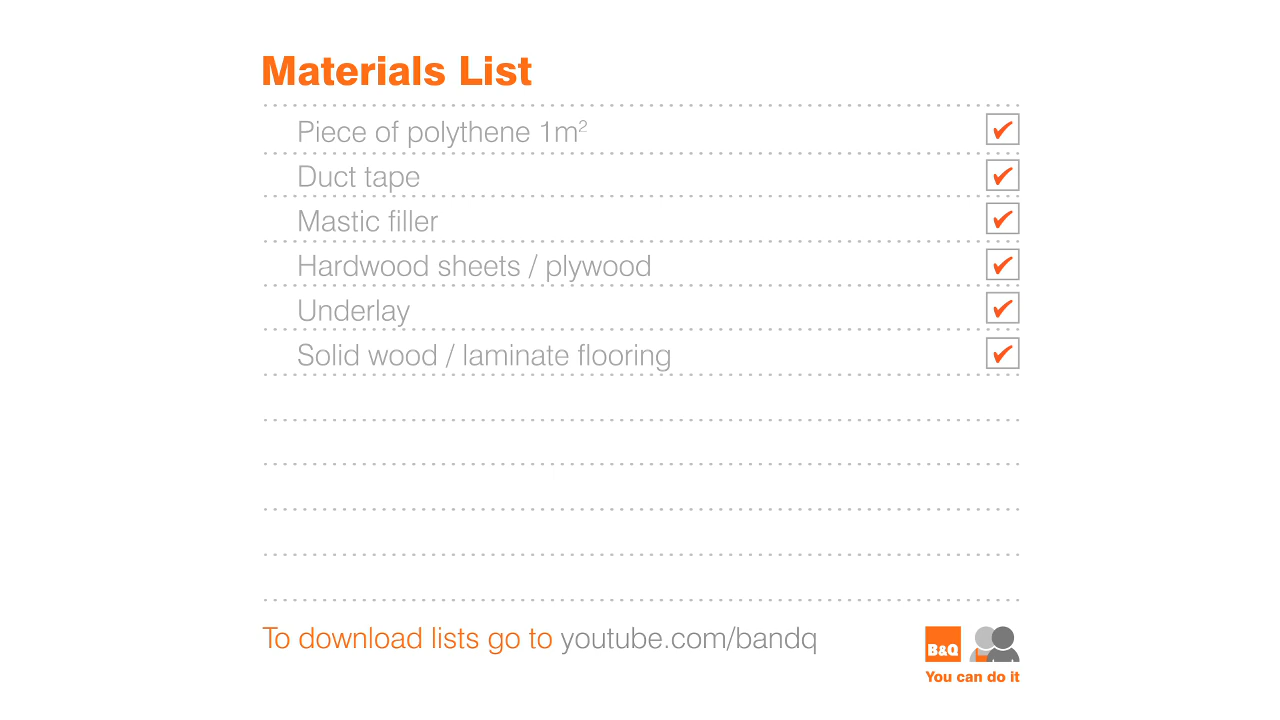 Materials List
Piece of polythene 1m²
Duct tape
Mastic filler
Hardwood sheets / plywood
Underlay
Solid wood / laminate flooring
To download lists go to youtube.com/bandq
B&Q
You can do it